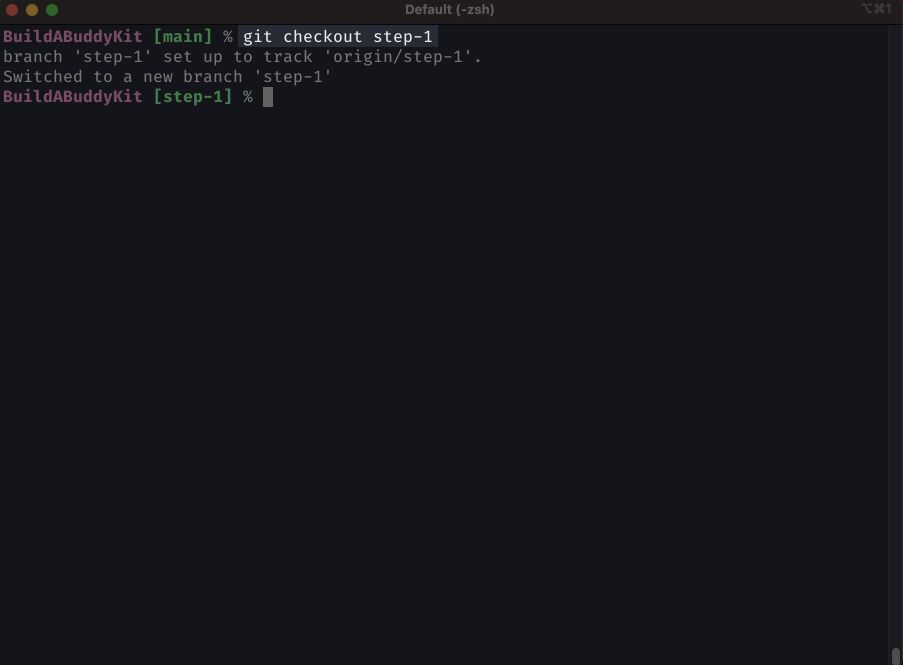 Default (-zsh)
⌥⌘1
BuildABuddyKit [main] % git checkout step-1
branch 'step-1' set up to track 'origin/step-1'.
Switched to a new branch 'step-1'
BuildABuddyKit [step-1] %